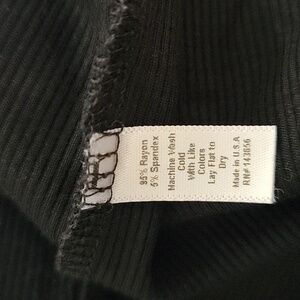 95% Rayon
5% Spandex
Machine Wash
Cold
With Like
Colors
Lay Flat to
Dry
Made in U.S.A
RN# 143656